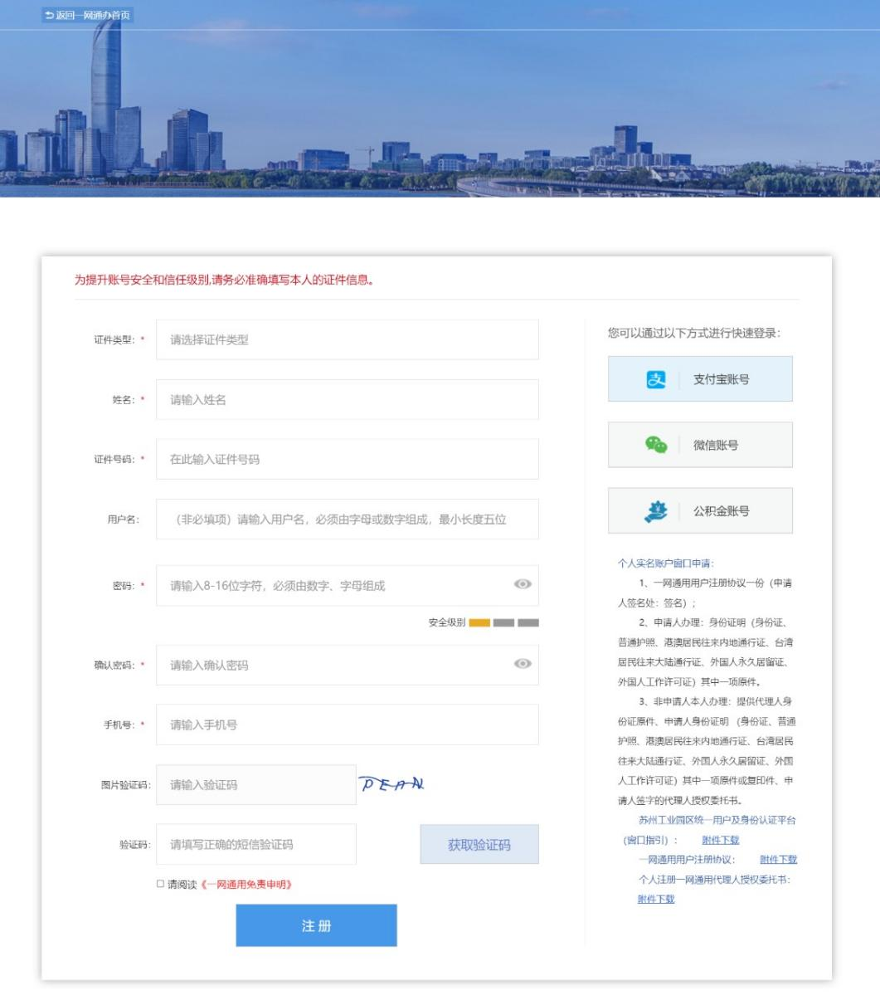 返回一网通办首页
为提升账号安全和信任级别,请务必准确填写本人的证件信息。
证件类型: * 请选择证件类型
姓名: * 请输入姓名
证件号码: * 在此输入证件号码
用户名: （非必填项）请输入用户名，必须由字母或数字组成，最小长度五位
密码: * 请输入8-16位字符，必须由数字、字母组成
安全级别
确认密码: * 请输入确认密码
手机号: * 请输入手机号
图片验证码: 请输入验证码 PEAN
验证码: 请填写正确的短信验证码 获取验证码
请阅读《一网通用免责申明》
注 册
您可以通过以下方式进行快速登录:
支付宝账号
微信账号
公积金账号
个人实名账户窗口申请:
1、一网通用用户注册协议一份（申请
人签名处：签名）;
2、申请人办理：身份证明（身份证、
普通护照、港澳居民往来内地通行证、台湾
居民往来大陆通行证、外国人永久居留证、
外国人工作许可证）其中一项原件。
3、非申请人本人办理：提供代理人身
份证原件、申请人身份证明 （身份证、普通
护照、港澳居民往来内地通行证、台湾居民
往来大陆通行证、外国人永久居留证、外国
人工作许可证）其中一项原件或复印件、申
请人签字的代理人授权委托书。
苏州工业园区统一用户及身份认证平台
（窗口指引）: 附件下载
一网通用用户注册协议: 附件下载
个人注册一网通用代理人授权委托书:
附件下载